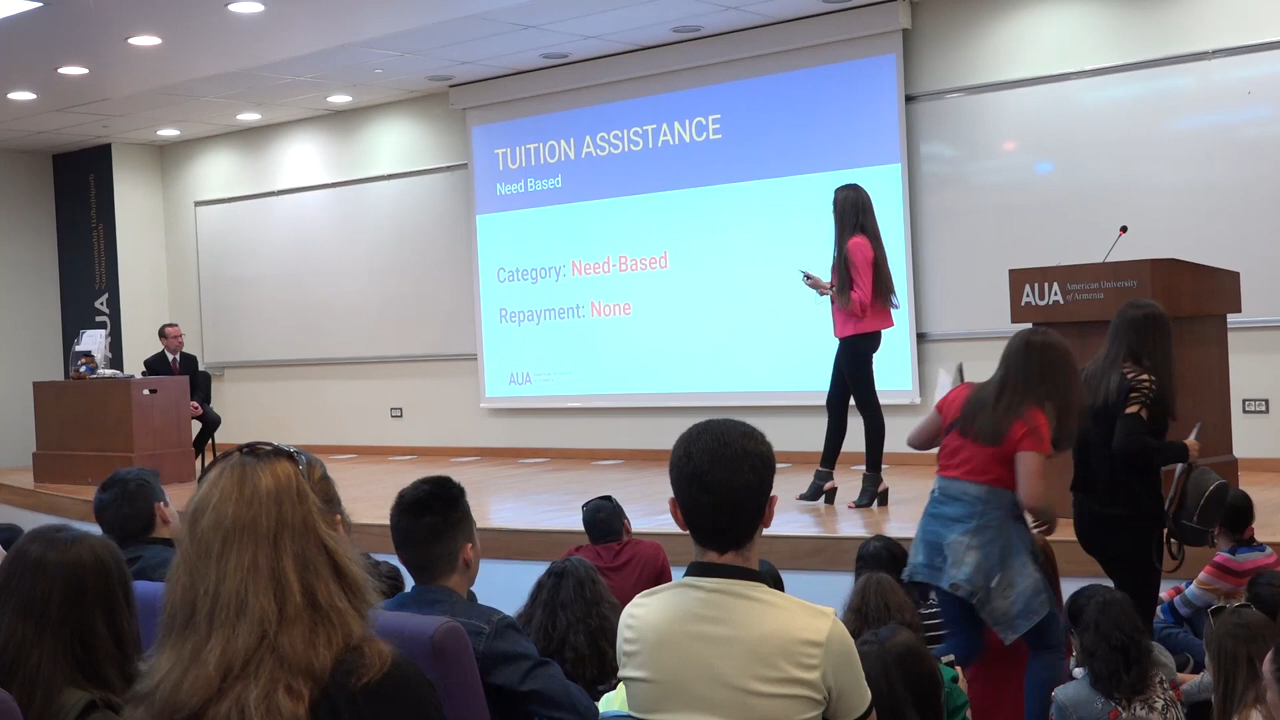 TUITION ASSISTANCE
Need Based
Category: Need-Based
Repayment: None
AUA
AUA
AUA American University
of Armenia